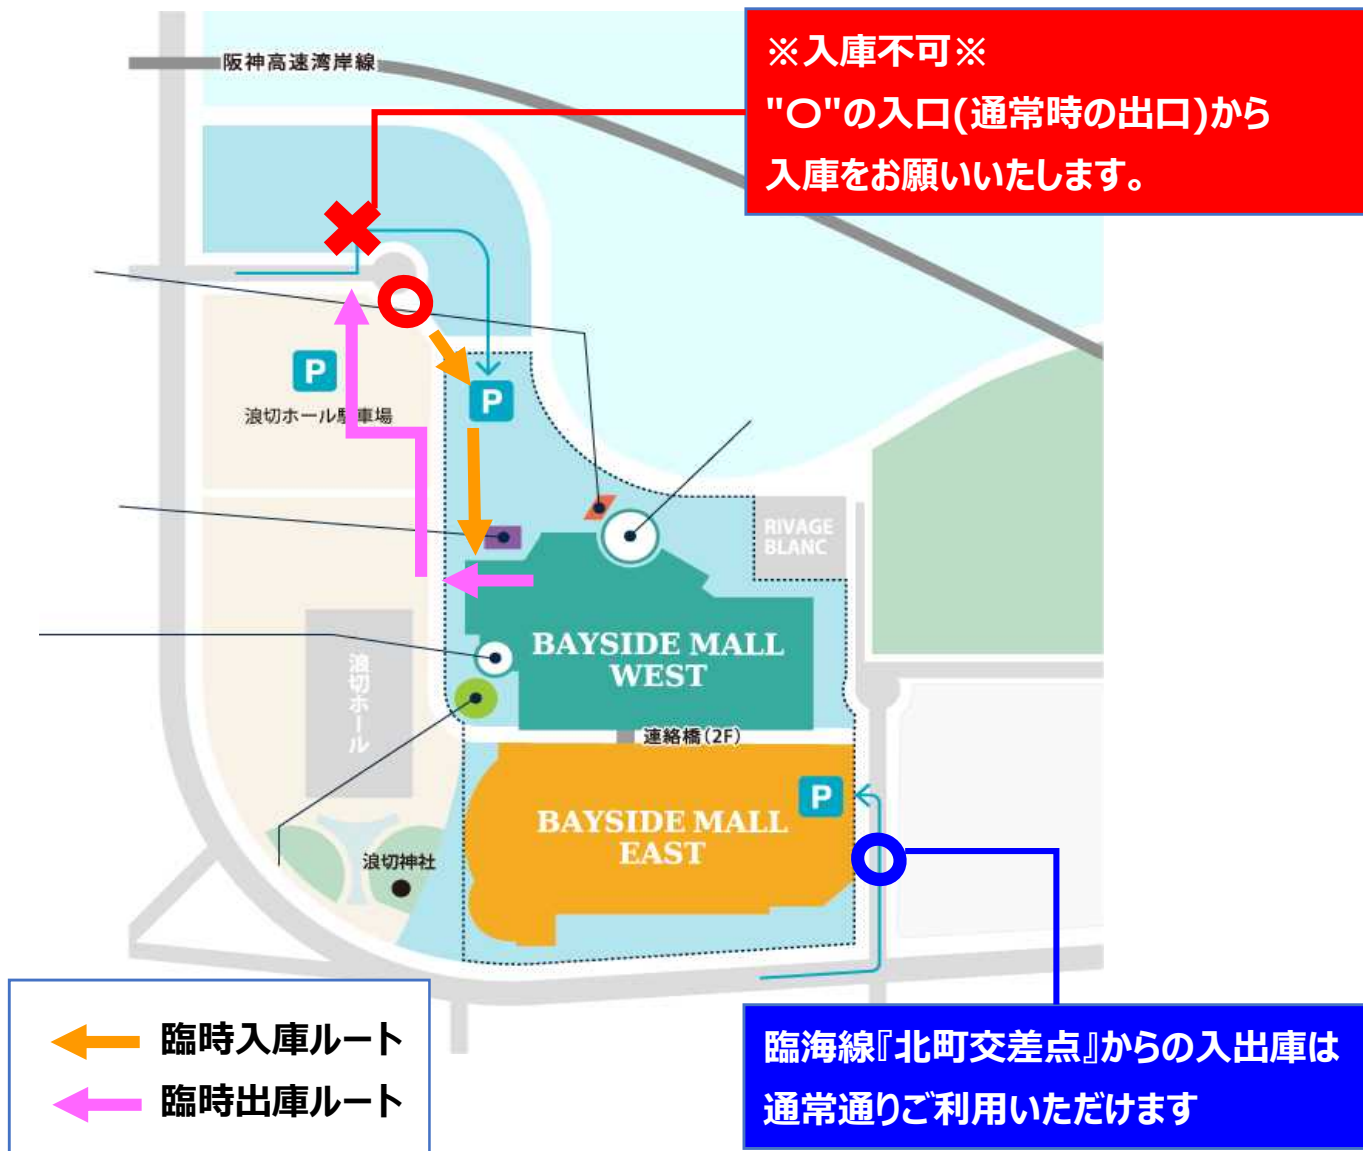 阪神高速湾岸線
※入庫不可※
"〇"の入口(通常時の出口)から
入庫をお願いいたします。
P
浪切ホール駐車場
P
RIVAGE
BLANC
BAYSIDE MALL
WEST
浪切ホール
連絡橋(2F)
P
BAYSIDE MALL
EAST
浪切神社
臨時入庫ルート
臨時出庫ルート
臨海線『北町交差点』からの入出庫は
通常通りご利用いただけます